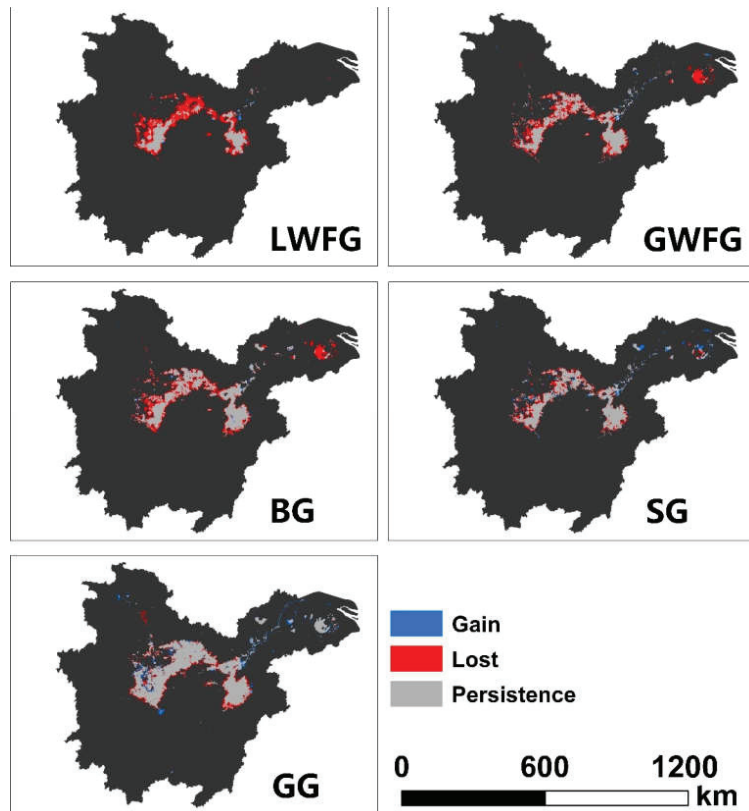 LWFG
GWFG
BG
SG
GG
Gain
Lost
Persistence
0 600 1200
km